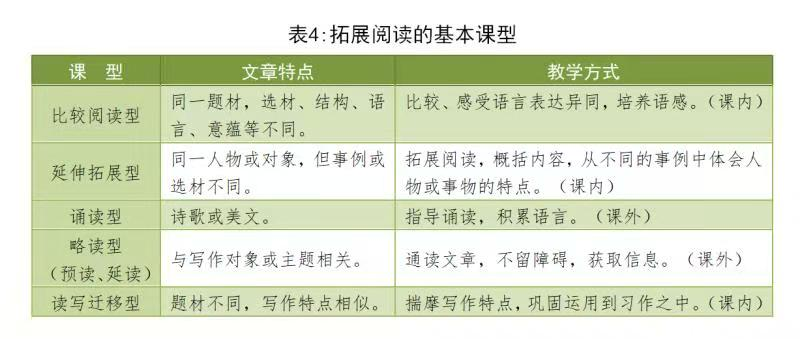 表4:拓展阅读的基本课型
课 型 文章特点 教学方式
比较阅读型 同一题材，选材、结构、语言、意蕴等不同。 比较、感受语言表达异同，培养语感。（课内）
延伸拓展型 同一人物或对象，但事例或选材不同。 拓展阅读，概括内容，从不同的事例中体会人物或事物的特点。（课内）
诵读型 诗歌或美文。 指导诵读，积累语言。（课外）
略读型（预读、延读） 与写作对象或主题相关。 通读文章，不留障碍，获取信息。（课外）
读写迁移型 题材不同，写作特点相似。 揣摩写作特点，巩固运用到习作之中。（课内）